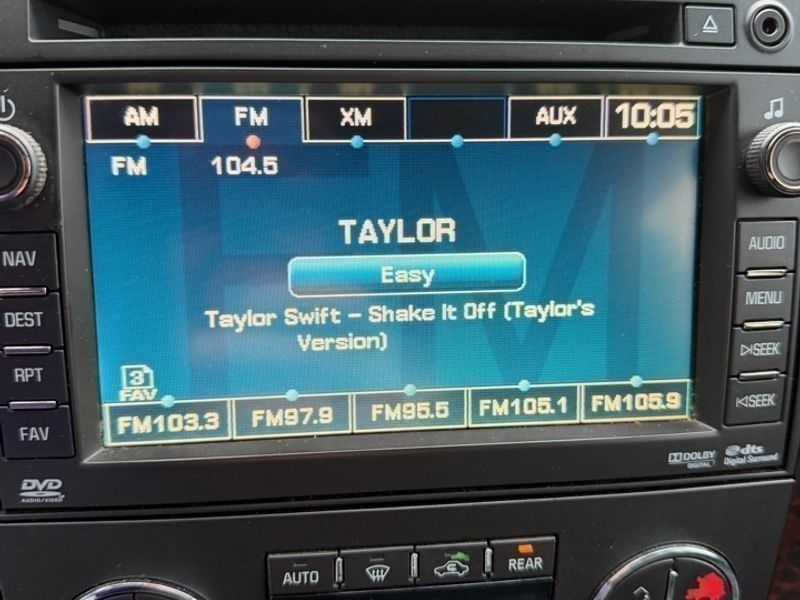 AM FM XM AUX 10:05
FM 104.5
TAYLOR
Easy
Taylor Swift - Shake It Off (Taylor's
Version)
3
FAV
FM103.3 FM97.9 FM95.5 FM105.1 FM105.9
NAV
DEST
RPT
FAV
AUDIO
MENU
SEEK
SEEK
DVD
AUDIO/VIDEO
DOLBY
DIGITAL
dts
Digital Surround
AUTO
REAR